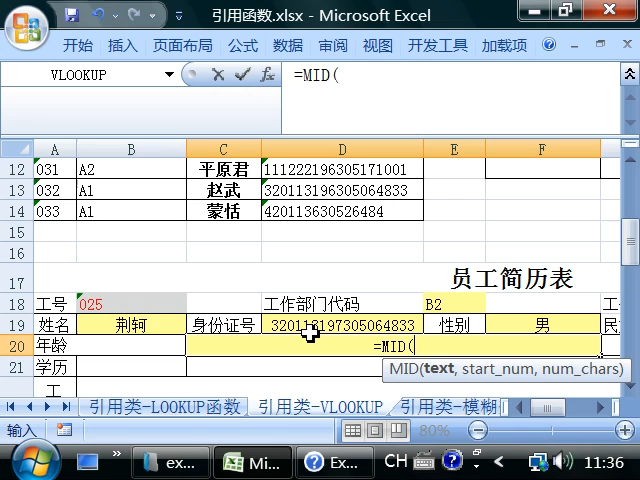 引用函数.xlsx - Microsoft Excel
开始 插入 页面布局 公式 数据 审阅 视图 开发工具 加载项
VLOOKUP =MID(
A B C D E F
12 031 A2 平原君 111222196305171001
13 032 A1 赵武 320113196305064833
14 033 A1 蒙恬 420113630526484
15
16
17 员工简历表
18 工号 025 工作部门代码 B2
19 姓名 荆轲 身份证号 320113197305064833 性别 男 民
20 年龄 =MID(
MID(text, start_num, num_chars)
21 学历
工
引用类-LOOKUP函数 引用类-VLOOKUP 引用类-模糊
输入 80%
ex... Mi... Ex... CH 11:36